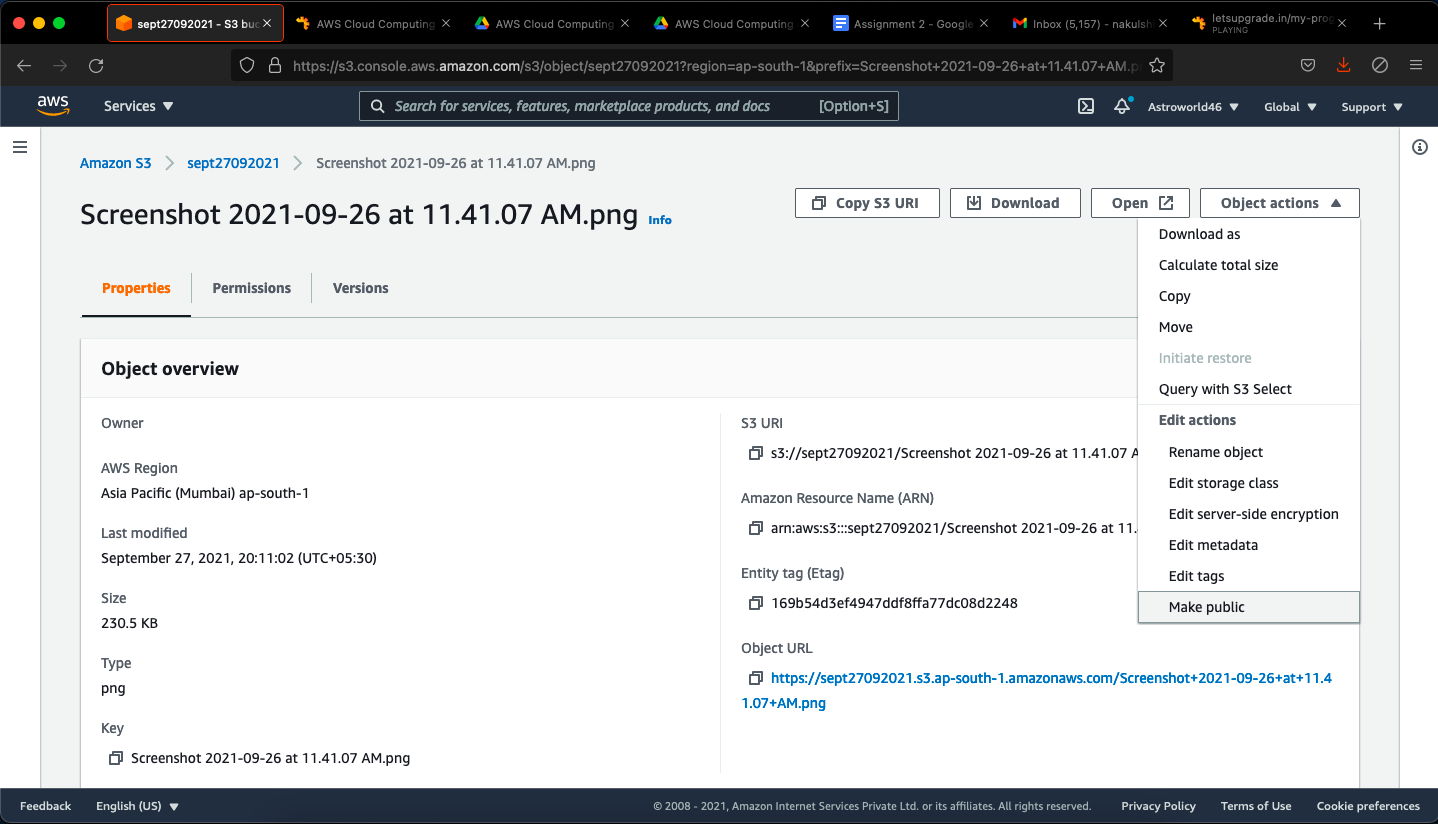 sept27092021 - S3 buc
AWS Cloud Computing
AWS Cloud Computing
AWS Cloud Computing
Assignment 2 - Google
Inbox (5,157) - nakulsh
letsupgrade.in/my-prog
PLAYING
https://s3.console.aws.amazon.com/s3/object/sept27092021?region=ap-south-1&prefix=Screenshot+2021-09-26+at+11.41.07+AM.p
aws
Services
Search for services, features, marketplace products, and docs
[Option+S]
Astroworld46
Global
Support
Amazon S3
sept27092021
Screenshot 2021-09-26 at 11.41.07 AM.png
Screenshot 2021-09-26 at 11.41.07 AM.png Info
Copy S3 URI
Download
Open
Object actions
Download as
Calculate total size
Copy
Move
Initiate restore
Query with S3 Select
Edit actions
Rename object
Edit storage class
Edit server-side encryption
Edit metadata
Edit tags
Make public
Properties
Permissions
Versions
Object overview
Owner
AWS Region
Asia Pacific (Mumbai) ap-south-1
Last modified
September 27, 2021, 20:11:02 (UTC+05:30)
Size
230.5 KB
Type
png
Key
Screenshot 2021-09-26 at 11.41.07 AM.png
S3 URI
s3://sept27092021/Screenshot 2021-09-26 at 11.41.07 A
Amazon Resource Name (ARN)
arn:aws:s3:::sept27092021/Screenshot 2021-09-26 at 11.
Entity tag (Etag)
169b54d3ef4947ddf8ffa77dc08d2248
Object URL
https://sept27092021.s3.ap-south-1.amazonaws.com/Screenshot+2021-09-26+at+11.4
1.07+AM.png
Feedback
English (US)
© 2008 - 2021, Amazon Internet Services Private Ltd. or its affiliates. All rights reserved.
Privacy Policy
Terms of Use
Cookie preferences